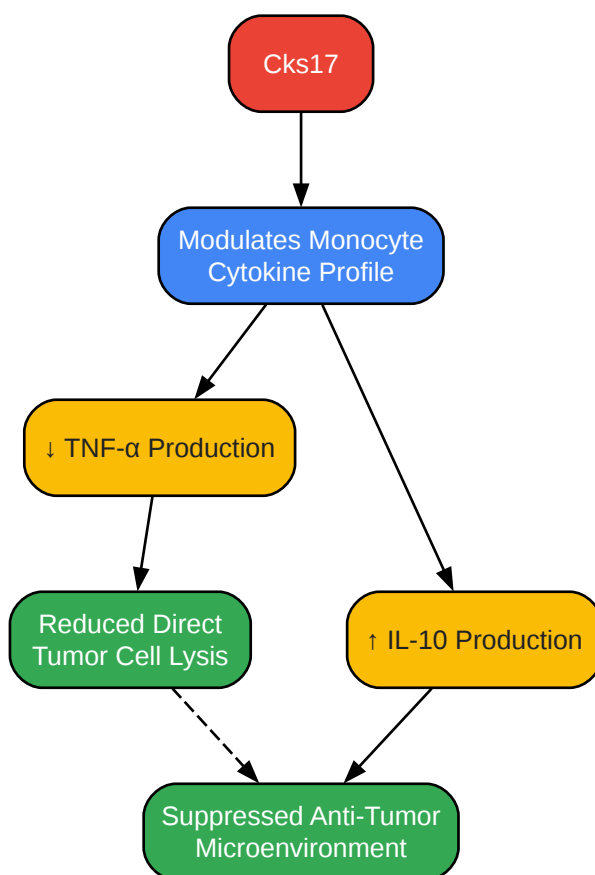 Cks17
Modulates Monocyte
Cytokine Profile
↓ TNF-α Production
Reduced Direct
Tumor Cell Lysis
↑ IL-10 Production
Suppressed Anti-Tumor
Microenvironment